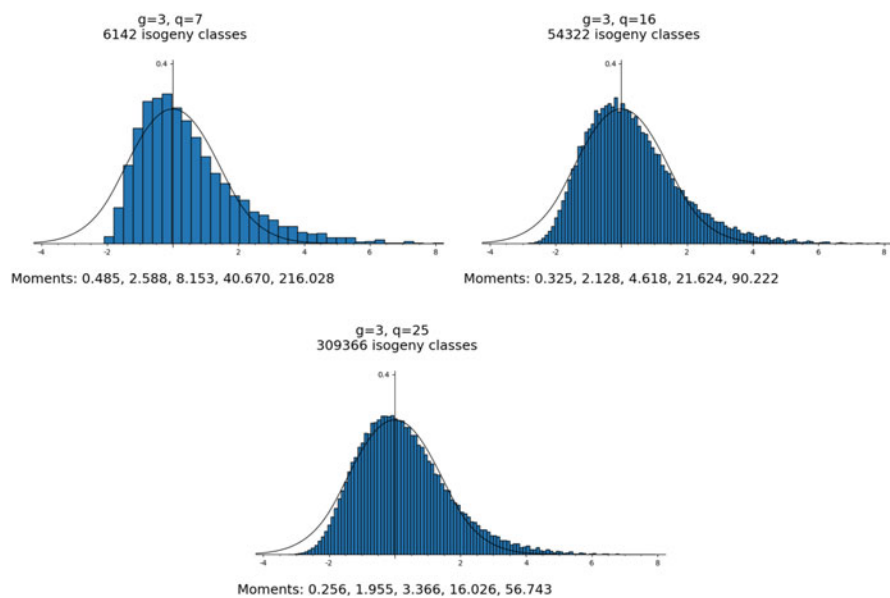 g=3, q=7
6142 isogeny classes
0.4
-4 -2 2 4 6 8
Moments: 0.485, 2.588, 8.153, 40.670, 216.028
g=3, q=16
54322 isogeny classes
0.4
-4 -2 2 4 6 8
Moments: 0.325, 2.128, 4.618, 21.624, 90.222
g=3, q=25
309366 isogeny classes
0.4
-4 -2 2 4 6 8
Moments: 0.256, 1.955, 3.366, 16.026, 56.743